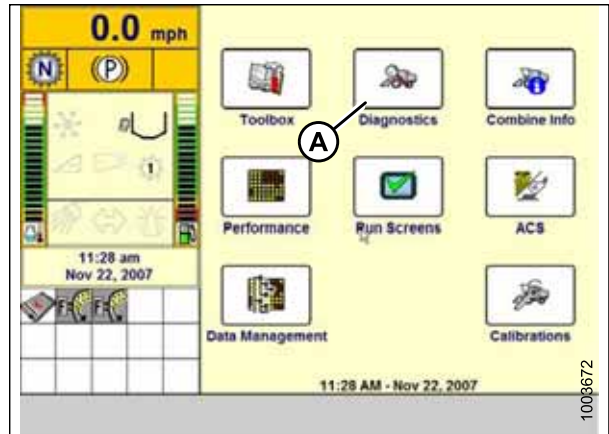 0.0 mph
N (P)
1
11:28 am
Nov 22, 2007
F= F=
Toolbox Diagnostics Combine Info
A
Performance Run Screens ACS
Data Management Calibrations
11:28 AM - Nov 22, 2007
1003672